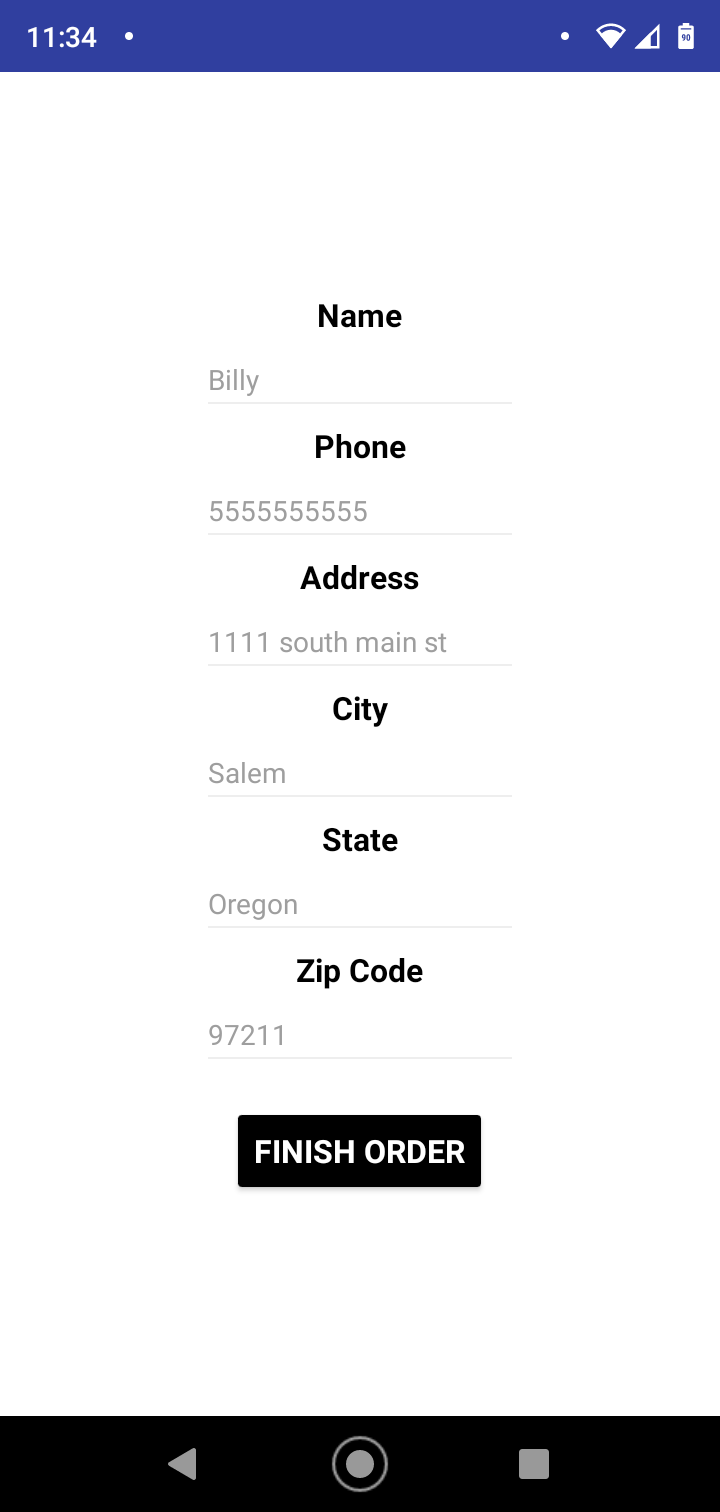 11:34
90
Name
Billy
Phone
5555555555
Address
1111 south main st
City
Salem
State
Oregon
Zip Code
97211
FINISH ORDER